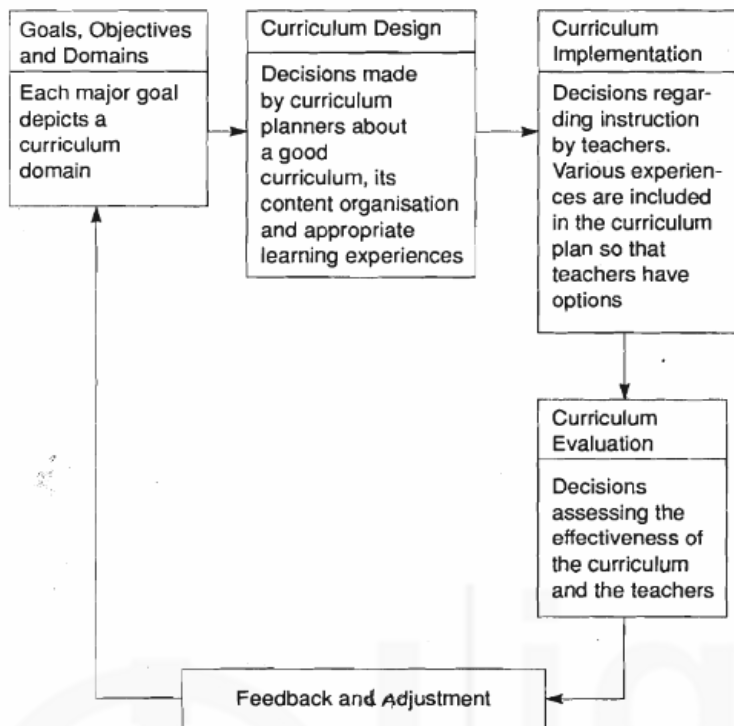 Goals, Objectives
and Domains
Each major goal
depicts a
curriculum
domain
Curriculum Design
Decisions made
by curriculum
planners about
a good
curriculum, its
content organisation
and appropriate
learning experiences
Curriculum
Implementation
Decisions regar-
ding instruction
by teachers.
Various experien-
ces are included
in the curriculum
plan so that
teachers have
options
Curriculum
Evaluation
Decisions
assessing the
effectiveness of
the curriculum
and the teachers
Feedback and Adjustment